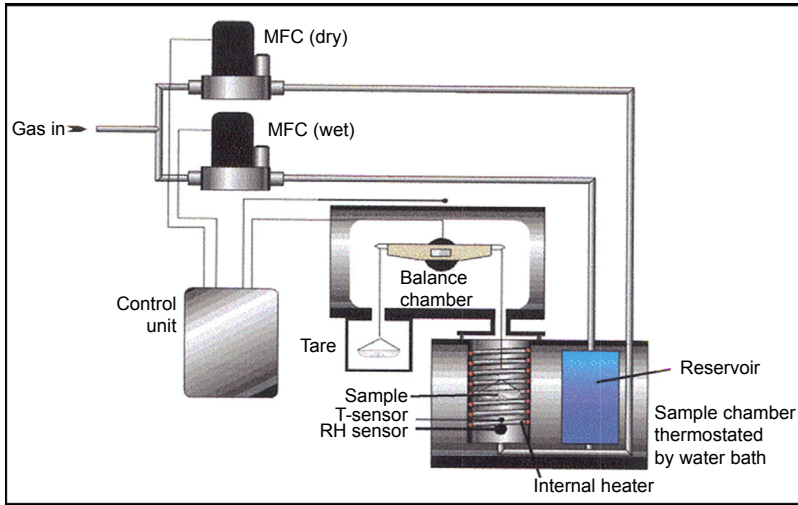 MFC (dry)
Gas in
MFC (wet)
Balance
chamber
Control
unit
Tare
Reservoir
Sample
T-sensor
RH sensor
Sample chamber
thermostated
by water bath
Internal heater